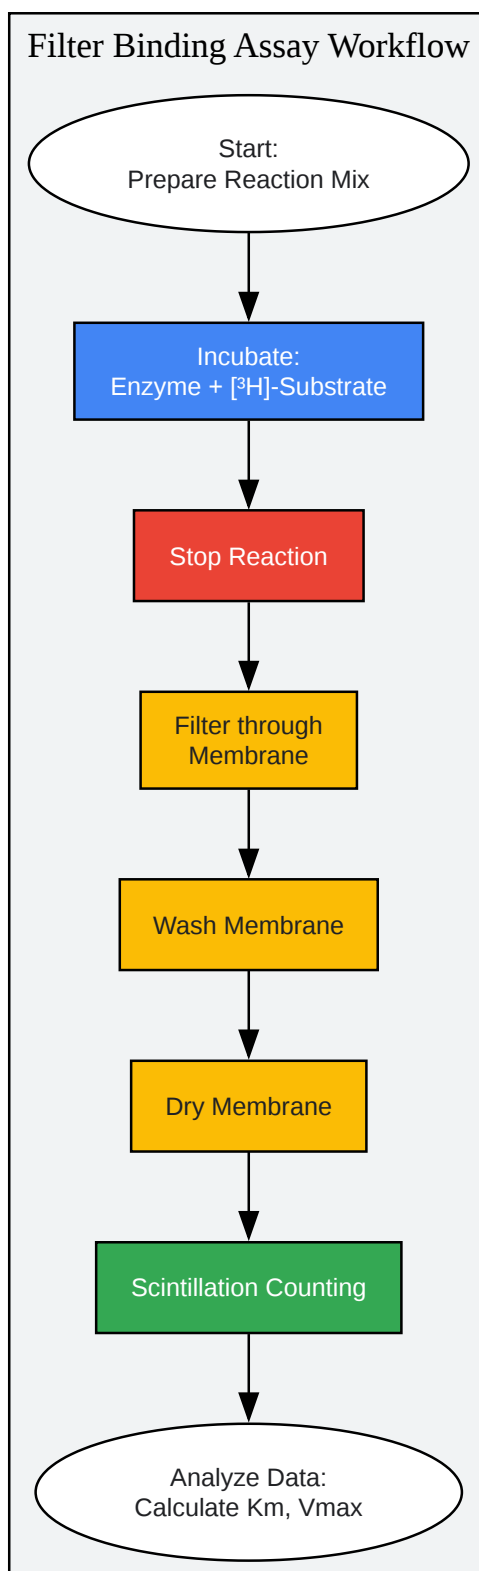 Filter Binding Assay Workflow
Start:
Prepare Reaction Mix
Incubate:
Enzyme + [³H]-Substrate
Stop Reaction
Filter through
Membrane
Wash Membrane
Dry Membrane
Scintillation Counting
Analyze Data:
Calculate Km, Vmax